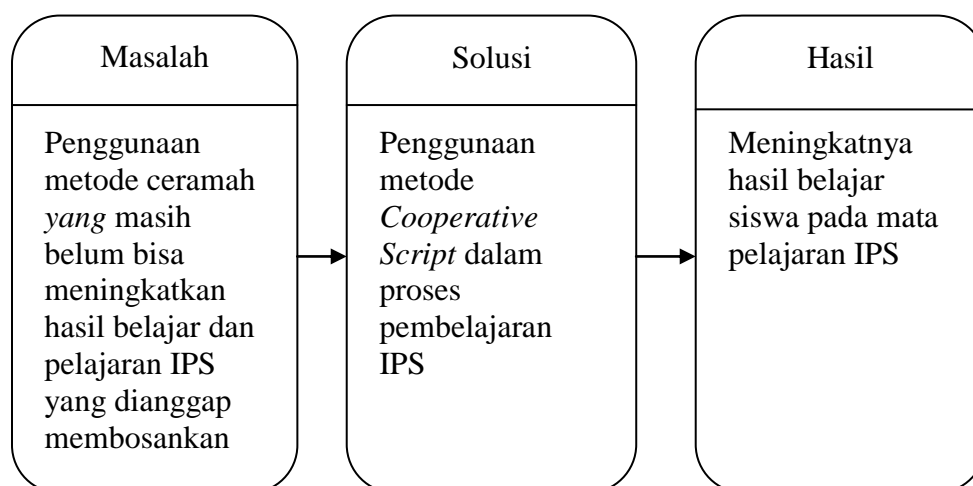 Masalah
Penggunaan
metode ceramah
yang masih
belum bisa
meningkatkan
hasil belajar dan
pelajaran IPS
yang dianggap
membosankan
Solusi
Penggunaan
metode
Cooperative
Script dalam
proses
pembelajaran
IPS
Hasil
Meningkatnya
hasil belajar
siswa pada mata
pelajaran IPS